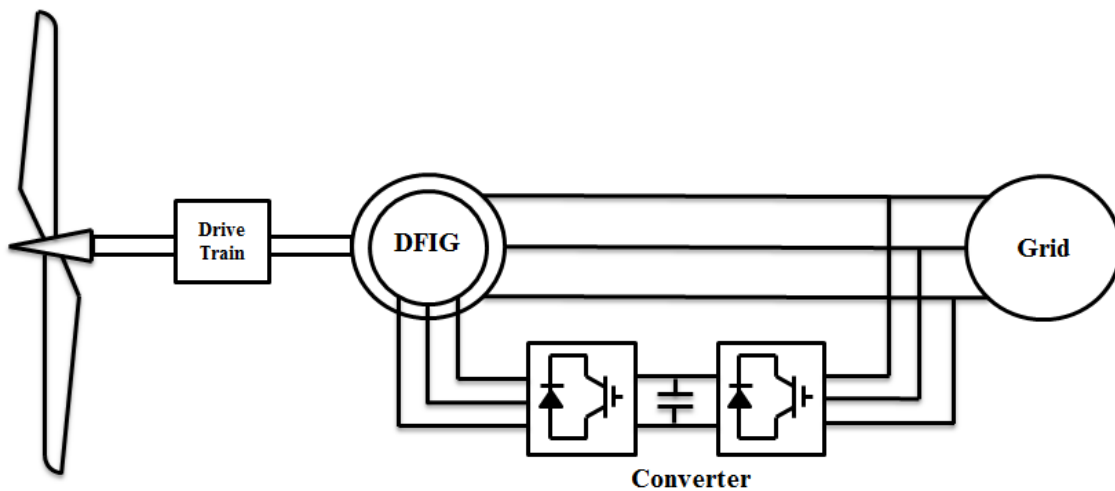 Drive
Train
DFIG
Grid
Converter